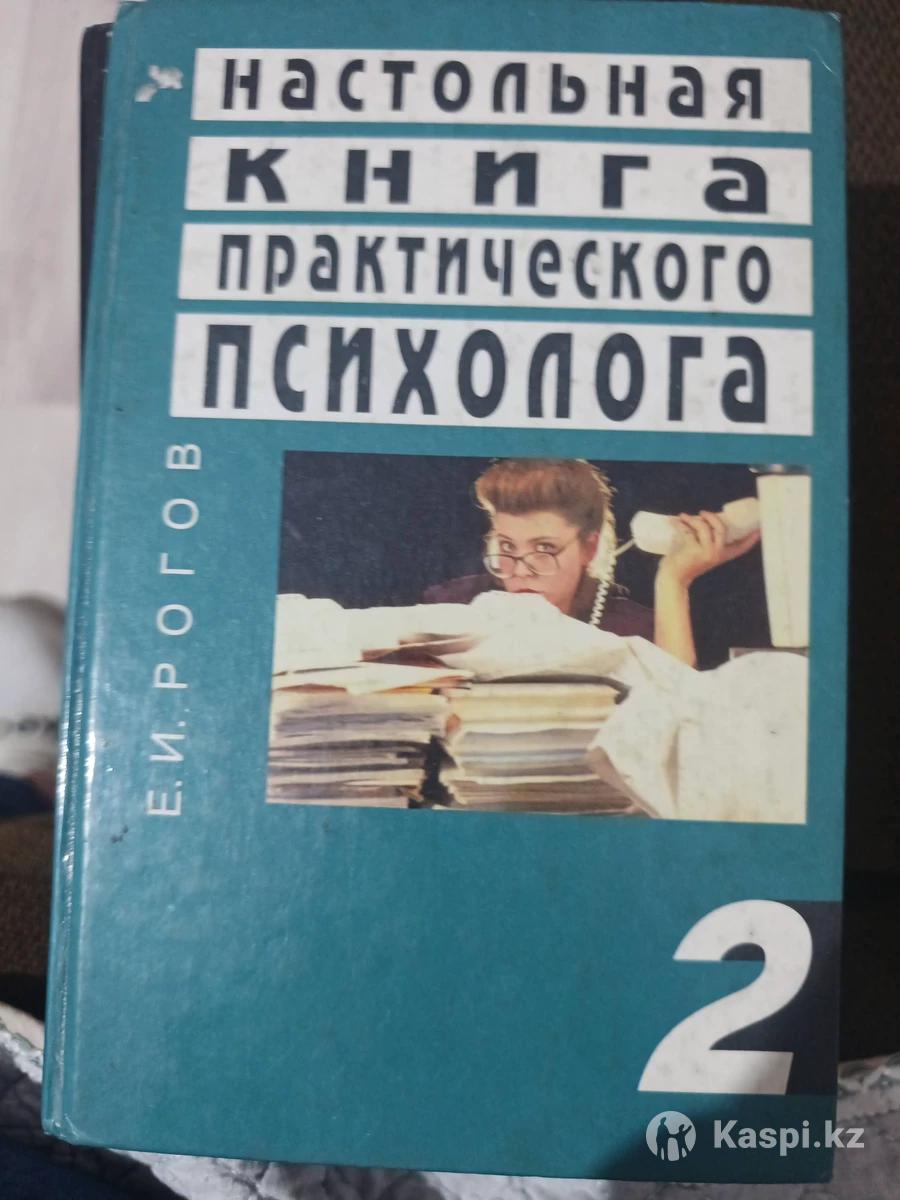 настольная
книга
практического
психолога
Е.И. РОГОВ
2
Kaspi.kz